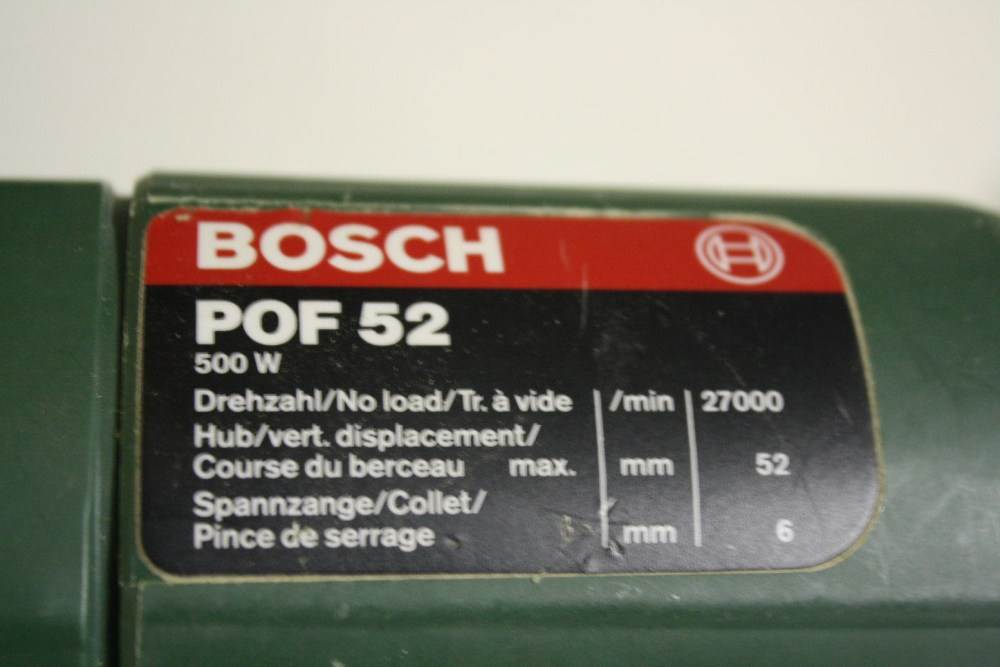 BOSCH
POF 52
500 W
Drehzahl/No load/Tr. à vide /min 27000
Hub/vert. displacement/
Course du berceau max. mm 52
Spannzange/Collet/
Pince de serrage mm 6